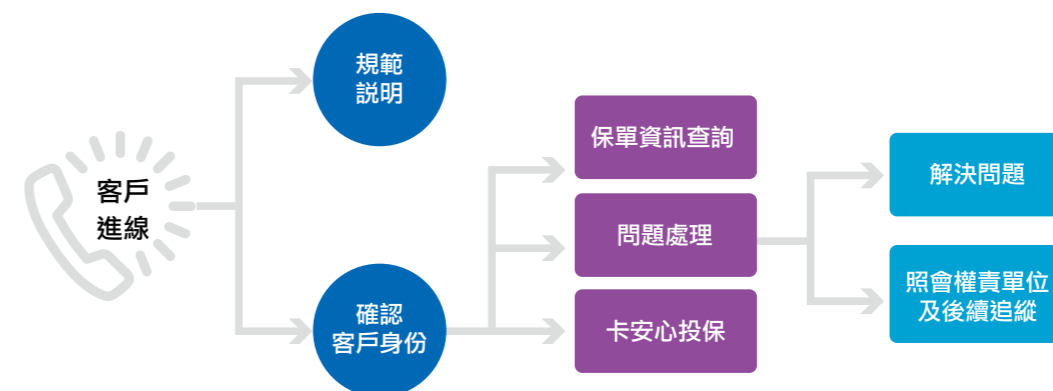 客戶
進線
規範
説明
確認
客戶身份
保單資訊查詢
問題處理
卡安心投保
解決問題
照會權責單位
及後續追縱